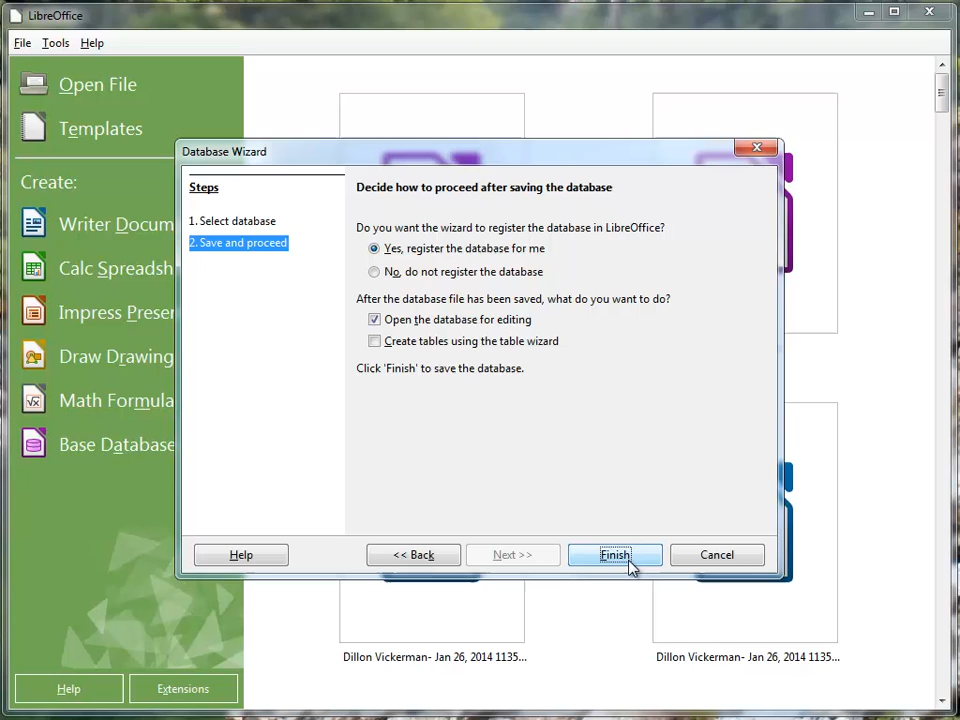 LibreOffice
File Tools Help
Open File
Templates
Create:
Writer Docum
Calc Spreadsh
Impress Presen
Draw Drawing
Math Formula
Base Database
Help
Extensions
Database Wizard
Steps
1. Select database
2. Save and proceed
Decide how to proceed after saving the database
Do you want the wizard to register the database in LibreOffice?
Yes, register the database for me
No, do not register the database
After the database file has been saved, what do you want to do?
Open the database for editing
Create tables using the table wizard
Click 'Finish' to save the database.
Help
<< Back
Next >>
Finish
Cancel
Dillon Vickerman- Jan 26, 2014 1135...
Dillon Vickerman- Jan 26, 2014 1135...